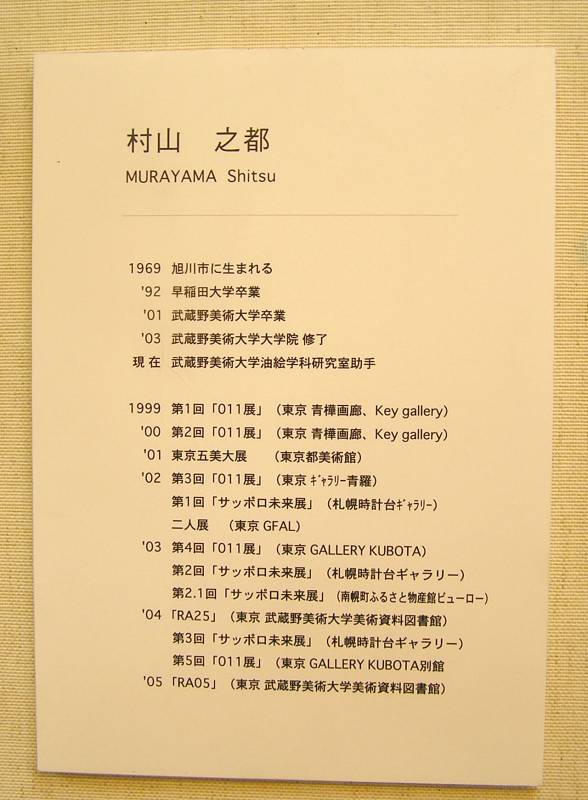 村山　之都
MURAYAMA Shitsu
1969 旭川市に生まれる
'92 早稲田大学卒業
'01 武蔵野美術大学卒業
'03 武蔵野美術大学大学院 修了
現 在 武蔵野美術大学油絵学科研究室助手
1999 第1回「011展」（東京 青樺画廊、Key gallery）
'00 第2回「011展」（東京 青樺画廊、Key gallery）
'01 東京五美大展　（東京都美術館）
'02 第3回「011展」（東京 ｷﾞｬﾗﾘｰ青羅）
第1回「サッポロ未来展」（札幌時計台ｷﾞｬﾗﾘｰ）
二人展　（東京 GFAL）
'03 第4回「011展」（東京 GALLERY KUBOTA）
第2回「サッポロ未来展」（札幌時計台ギャラリー）
第2.1回「サッポロ未来展」（南幌町ふるさと物産館ビューロー）
'04「RA25」（東京 武蔵野美術大学美術資料図書館）
第3回「サッポロ未来展」（札幌時計台ギャラリー）
第5回「011展」（東京 GALLERY KUBOTA別館
'05「RA05」（東京 武蔵野美術大学美術資料図書館）